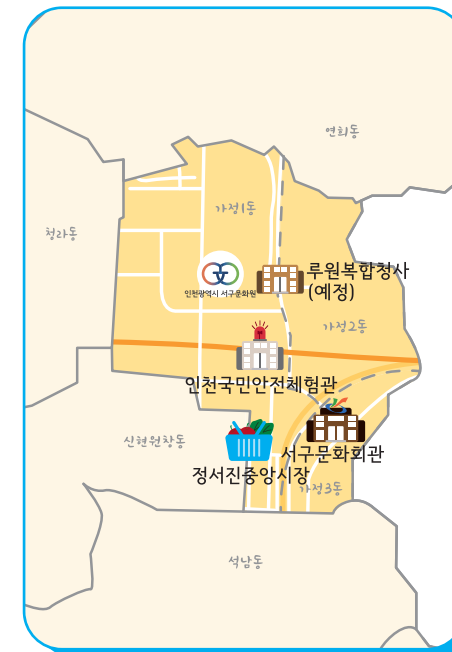 연희동
가정1동
청라동
루원복합청사
(예정)
인천광역시 서구문화원
가정2동
인천국민안전체험관
신현원창동
서구문화회관
정서진중앙시장
가정3동
석남동